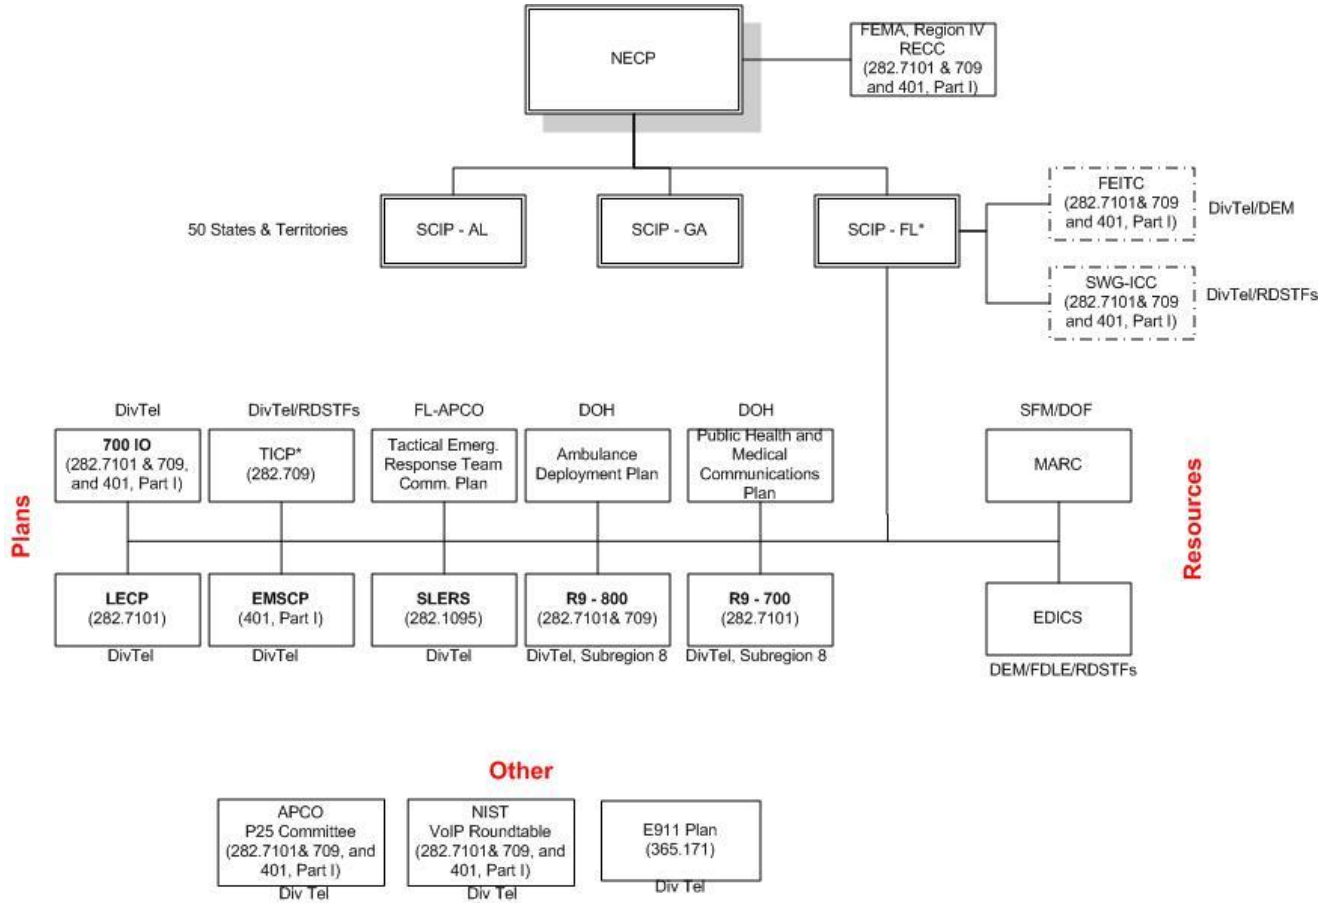 NECP
FEMA, Region IV
RECC
(282.7101 & 709
and 401, Part I)
50 States & Territories
SCIP - AL
SCIP - GA
SCIP - FL*
FEITC
(282.7101& 709
and 401, Part I)
DivTel/DEM
SWG-ICC
(282.7101& 709
and 401, Part I)
DivTel/RDSTFs
Plans
DivTel
700 IO
(282.7101 & 709,
and 401, Part I)
DivTel/RDSTFs
TICP*
(282.709)
FL-APCO
Tactical Emerg.
Response Team
Comm. Plan
DOH
Ambulance
Deployment Plan
DOH
Public Health and
Medical
Communications
Plan
SFM/DOF
MARC
Resources
LECP
(282.7101)
DivTel
EMSCP
(401, Part I)
DivTel
SLERS
(282.1095)
DivTel
R9 - 800
(282.7101& 709)
DivTel, Subregion 8
R9 - 700
(282.7101)
DivTel, Subregion 8
EDICS
DEM/FDLE/RDSTFs
Other
APCO
P25 Committee
(282.7101& 709, and
401, Part I)
Div Tel
NIST
VoIP Roundtable
(282.7101& 709, and
401, Part I)
Div Tel
E911 Plan
(365.171)
Div Tel